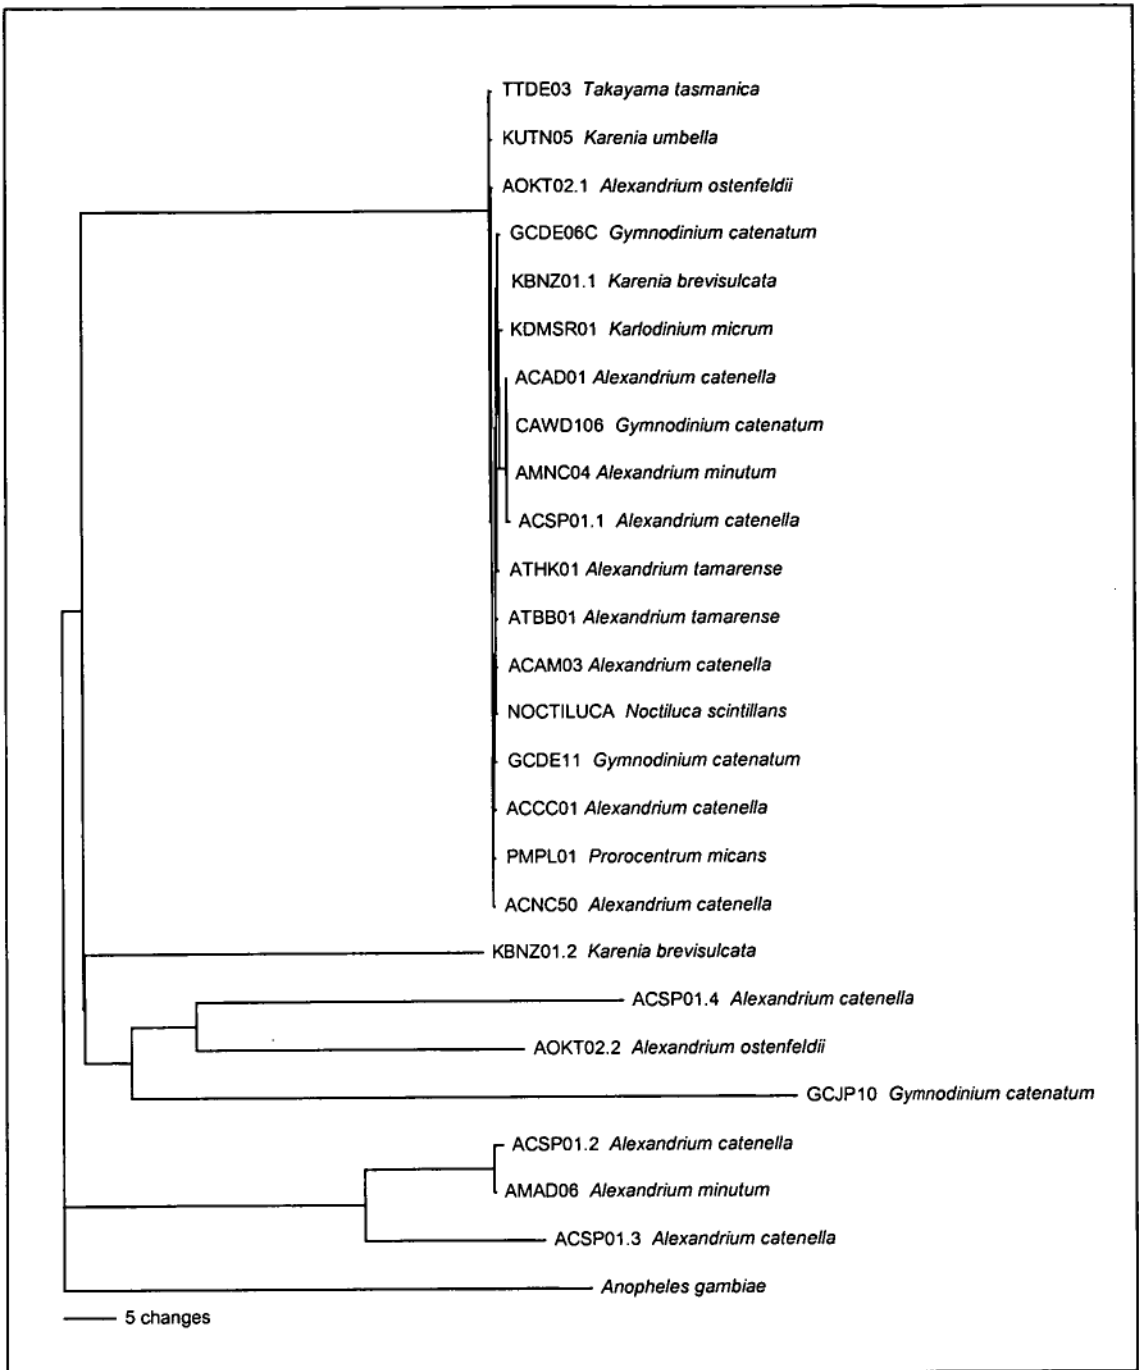 TTDE03 Takayama tasmanica
KUTN05 Karenia umbella
AOKT02.1 Alexandrium ostenfeldii
GCDE06C Gymnodinium catenatum
KBNZ01.1 Karenia brevisulcata
KDMSR01 Karlodinium micrum
ACAD01 Alexandrium catenella
CAWD106 Gymnodinium catenatum
AMNC04 Alexandrium minutum
ACSP01.1 Alexandrium catenella
ATHK01 Alexandrium tamarense
ATBB01 Alexandrium tamarense
ACAM03 Alexandrium catenella
NOCTILUCA Noctiluca scintillans
GCDE11 Gymnodinium catenatum
ACCC01 Alexandrium catenella
PMPL01 Prorocentrum micans
ACNC50 Alexandrium catenella
KBNZ01.2 Karenia brevisulcata
ACSP01.4 Alexandrium catenella
AOKT02.2 Alexandrium ostenfeldii
GCJP10 Gymnodinium catenatum
ACSP01.2 Alexandrium catenella
AMAD06 Alexandrium minutum
ACSP01.3 Alexandrium catenella
Anopheles gambiae
5 changes